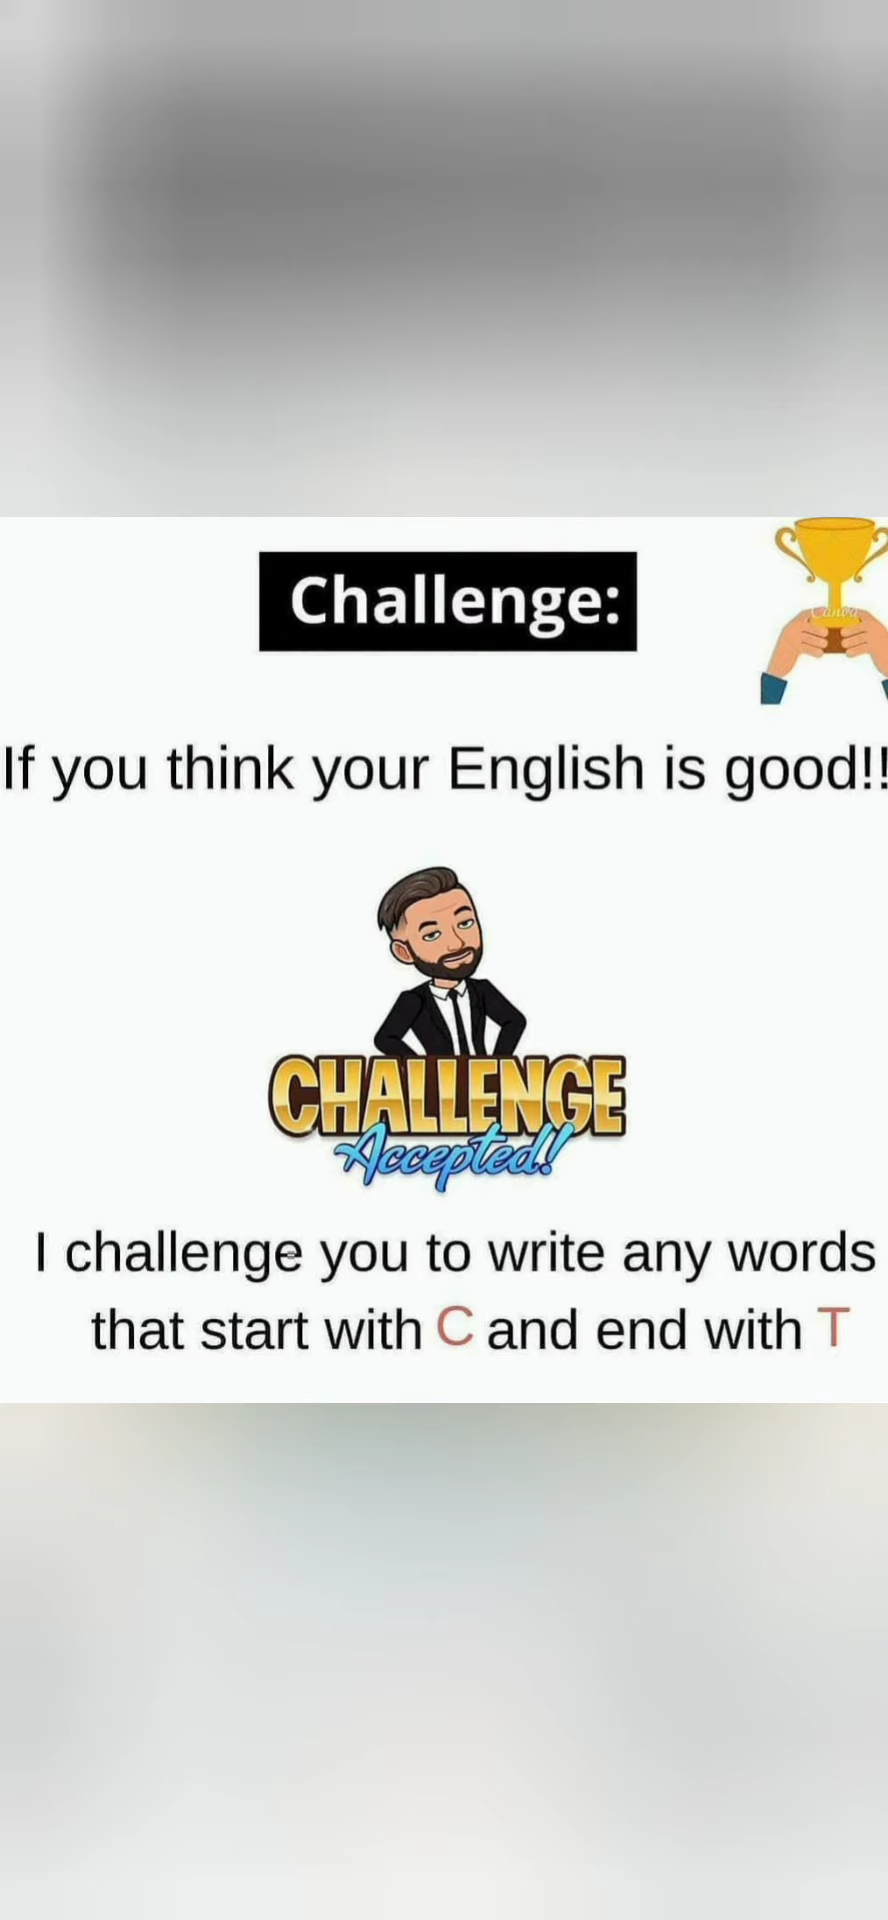 Challenge:
Canva
If you think your English is good!!
CHALLENGE
Accepted!
I challenge you to write any words
that start with C and end with T